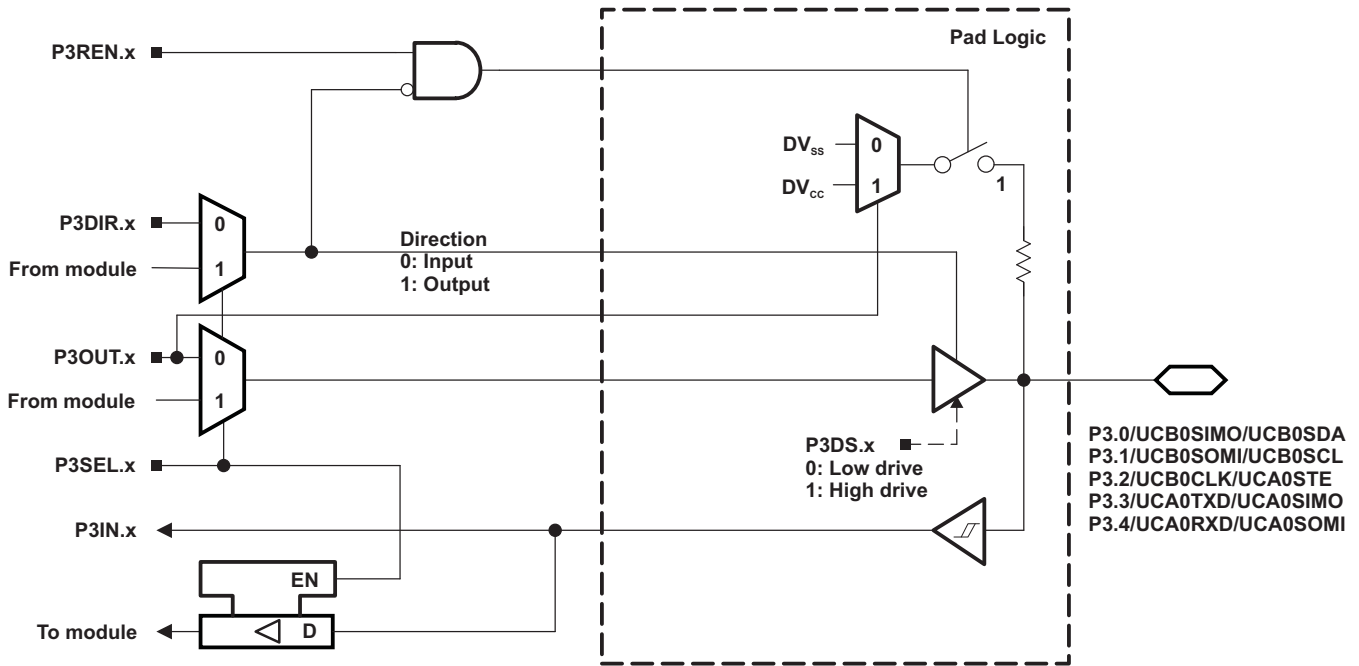 Pad Logic
P3REN.x
DVSS
0
DVCC
1
1
P3DIR.x
0
From module
1
Direction
0: Input
1: Output
P3OUT.x
0
From module
1
P3DS.x
0: Low drive
1: High drive
P3.0/UCB0SIMO/UCB0SDA
P3.1/UCB0SOMI/UCB0SCL
P3.2/UCB0CLK/UCA0STE
P3.3/UCA0TXD/UCA0SIMO
P3.4/UCA0RXD/UCA0SOMI
P3SEL.x
P3IN.x
EN
To module
D